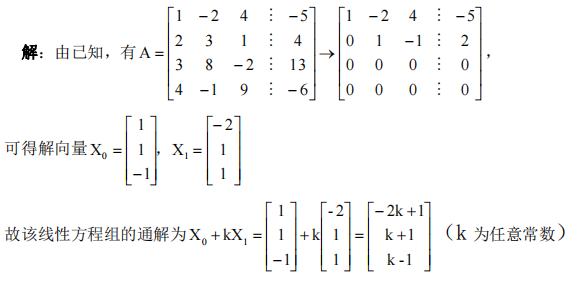 解：由已知，有 A = [1 −2 4 ⋮ −5; 2 3 1 ⋮ 4; 3 8 −2 ⋮ 13; 4 −1 9 ⋮ −6] → [1 −2 4 ⋮ −5; 0 1 −1 ⋮ 2; 0 0 0 ⋮ 0; 0 0 0 ⋮ 0]，
可得解向量 X₀ = [1; 1; −1]，X₁ = [−2; 1; 1]
故该线性方程组的通解为 X₀ + kX₁ = [1; 1; −1] + k[-2; 1; 1] = [−2k +1; k +1; k -1]（k 为任意常数）